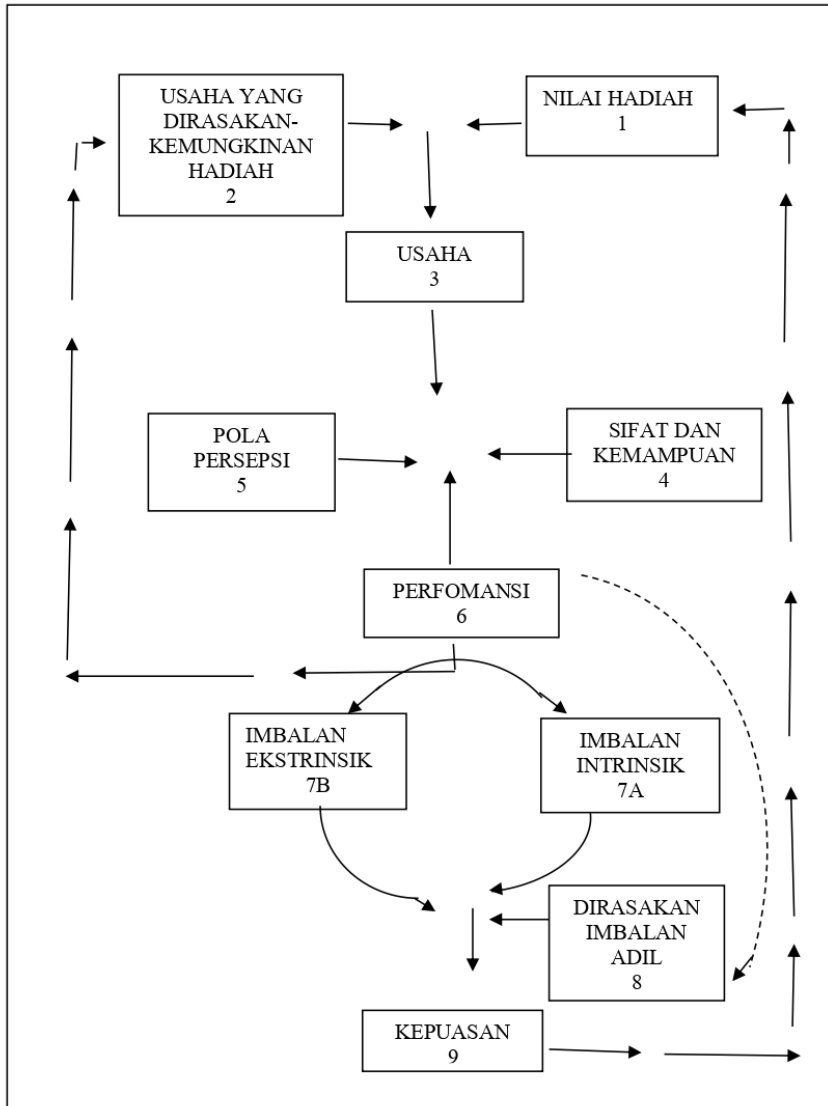 USAHA YANG
DIRASAKAN-
KEMUNGKINAN
HADIAH
2
NILAI HADIAH
1
USAHA
3
POLA
PERSEPSI
5
SIFAT DAN
KEMAMPUAN
4
PERFOMANSI
6
IMBALAN
EKSTRINSIK
7B
IMBALAN
INTRINSIK
7A
DIRASAKAN
IMBALAN
ADIL
8
KEPUASAN
9